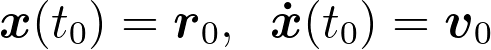 𝒙(t₀) = 𝒓₀, 𝒙̇(t₀) = 𝒗₀